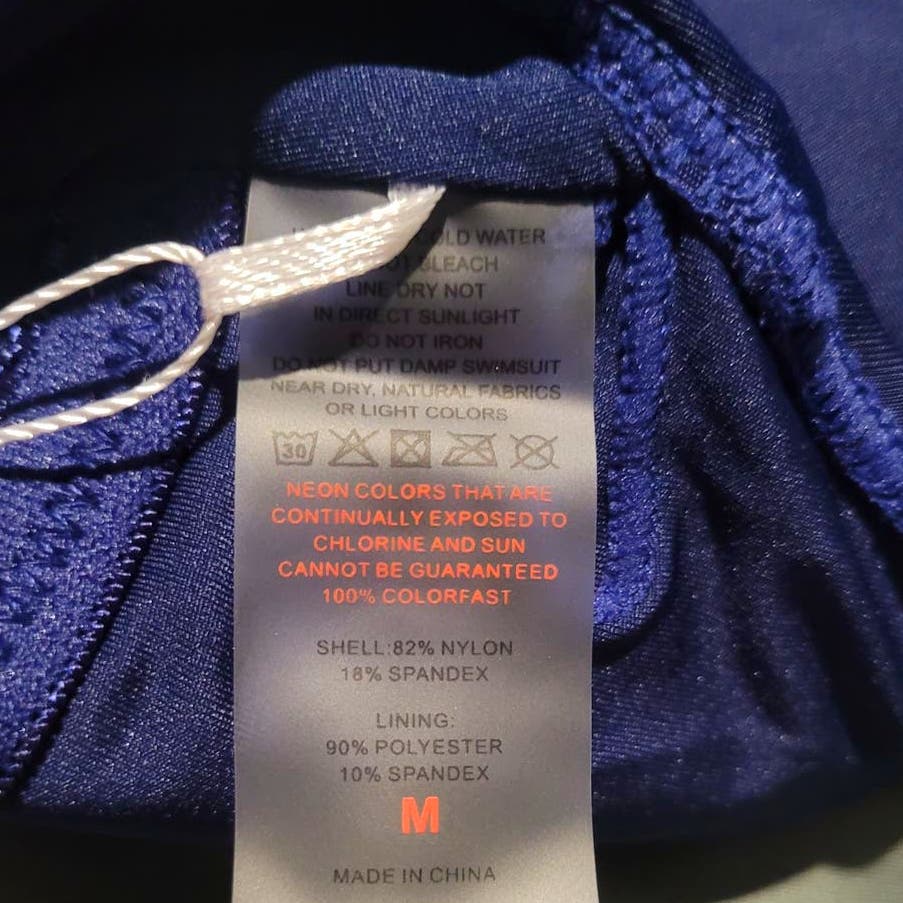 COLD WATER
BLEACH
LINE DRY NOT
IN DIRECT SUNLIGHT
DO NOT IRON
DO NOT PUT DAMP SWIMSUIT
NEAR DRY, NATURAL FABRICS
OR LIGHT COLORS
30
NEON COLORS THAT ARE
CONTINUALLY EXPOSED TO
CHLORINE AND SUN
CANNOT BE GUARANTEED
100% COLORFAST
SHELL:82% NYLON
18% SPANDEX
LINING:
90% POLYESTER
10% SPANDEX
M
MADE IN CHINA